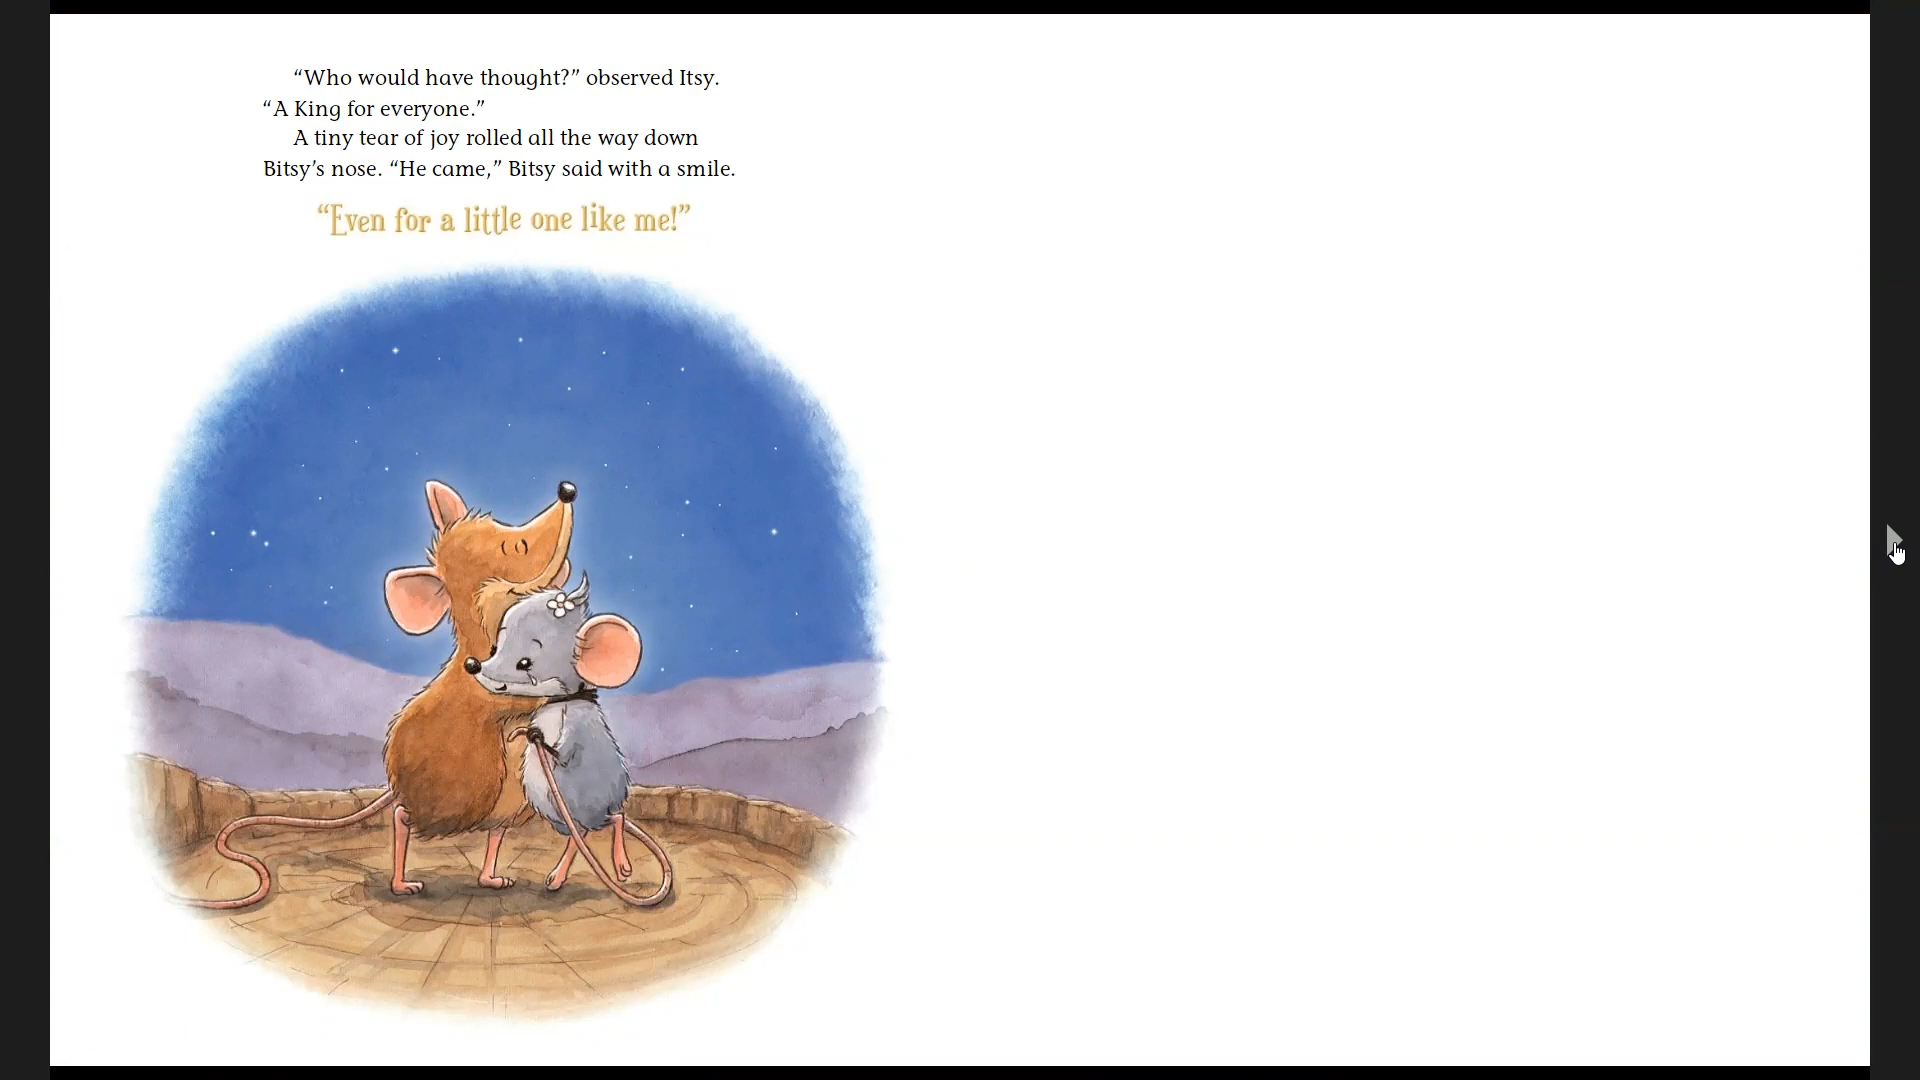 “Who would have thought?” observed Itsy.
“A King for everyone.”
A tiny tear of joy rolled all the way down
Bitsy’s nose. “He came,” Bitsy said with a smile.
“Even for a little one like me!”